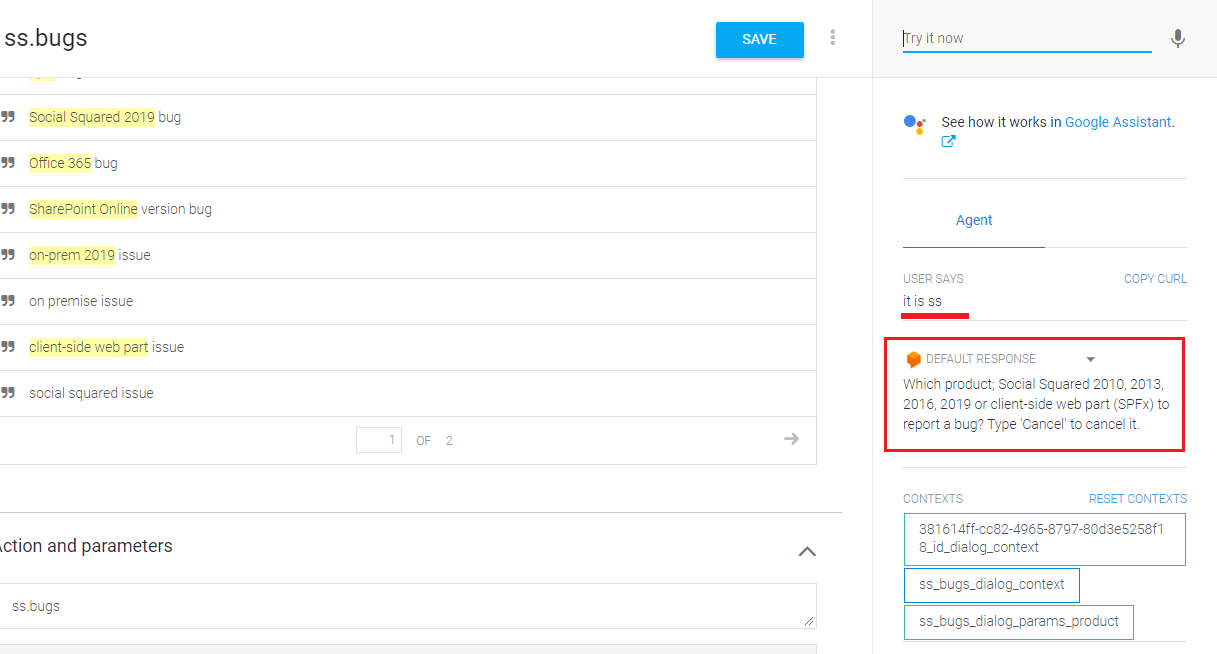 ss.bugs
SAVE
Social Squared 2019 bug
Office 365 bug
SharePoint Online version bug
on-prem 2019 issue
on premise issue
client-side web part issue
social squared issue
1 OF 2
Action and parameters
ss.bugs
Try it now
See how it works in Google Assistant.
Agent
USER SAYS
COPY CURL
it is ss
DEFAULT RESPONSE
Which product; Social Squared 2010, 2013,
2016, 2019 or client-side web part (SPFx) to
report a bug? Type 'Cancel' to cancel it.
CONTEXTS
RESET CONTEXTS
381614ff-cc82-4965-8797-80d3e5258f1
8_id_dialog_context
ss_bugs_dialog_context
ss_bugs_dialog_params_product